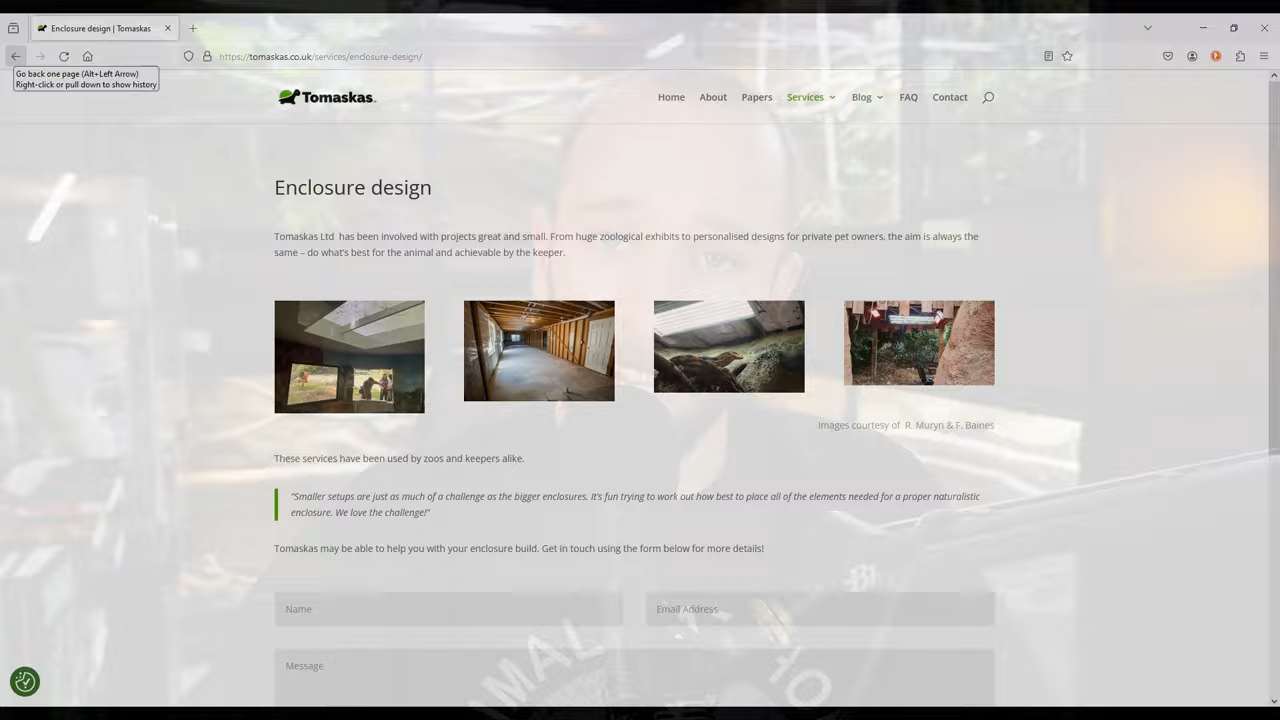 Enclosure design | Tomaskas
https://tomaskas.co.uk/services/enclosure-design/
Go back one page (Alt+Left Arrow)
Right-click or pull down to show history
Tomaskas
Home About Papers Services Blog FAQ Contact
Enclosure design
Tomaskas Ltd has been involved with projects great and small. From huge zoological exhibits to personalised designs for private pet owners, the aim is always the
same – do what's best for the animal and achievable by the keeper.
Images courtesy of R. Muryn & F. Baines
These services have been used by zoos and keepers alike.
“Smaller setups are just as much of a challenge as the bigger enclosures. It's fun trying to work out how best to place all of the elements needed for a proper naturalistic
enclosure. We love the challenge!”
Tomaskas may be able to help you with your enclosure build. Get in touch using the form below for more details!
Name
Email Address
Message